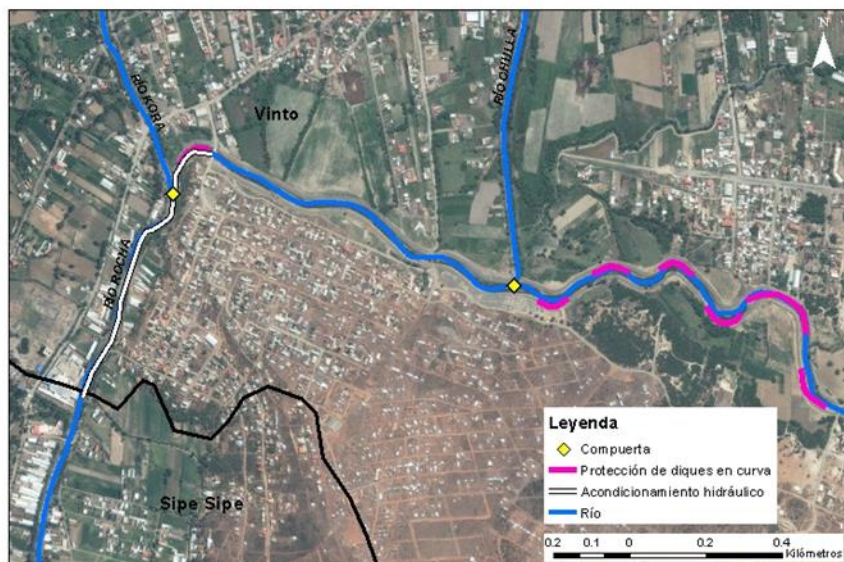 N
RÍO KORA
Vinto
RÍO CHULLA
RÍO ROCHA
Sipe Sipe
Leyenda
Compuerta
Protección de diques en curva
Acondicionamiento hidráulico
Río
0.2 0.1 0 0.2 0.4
Kilómetros